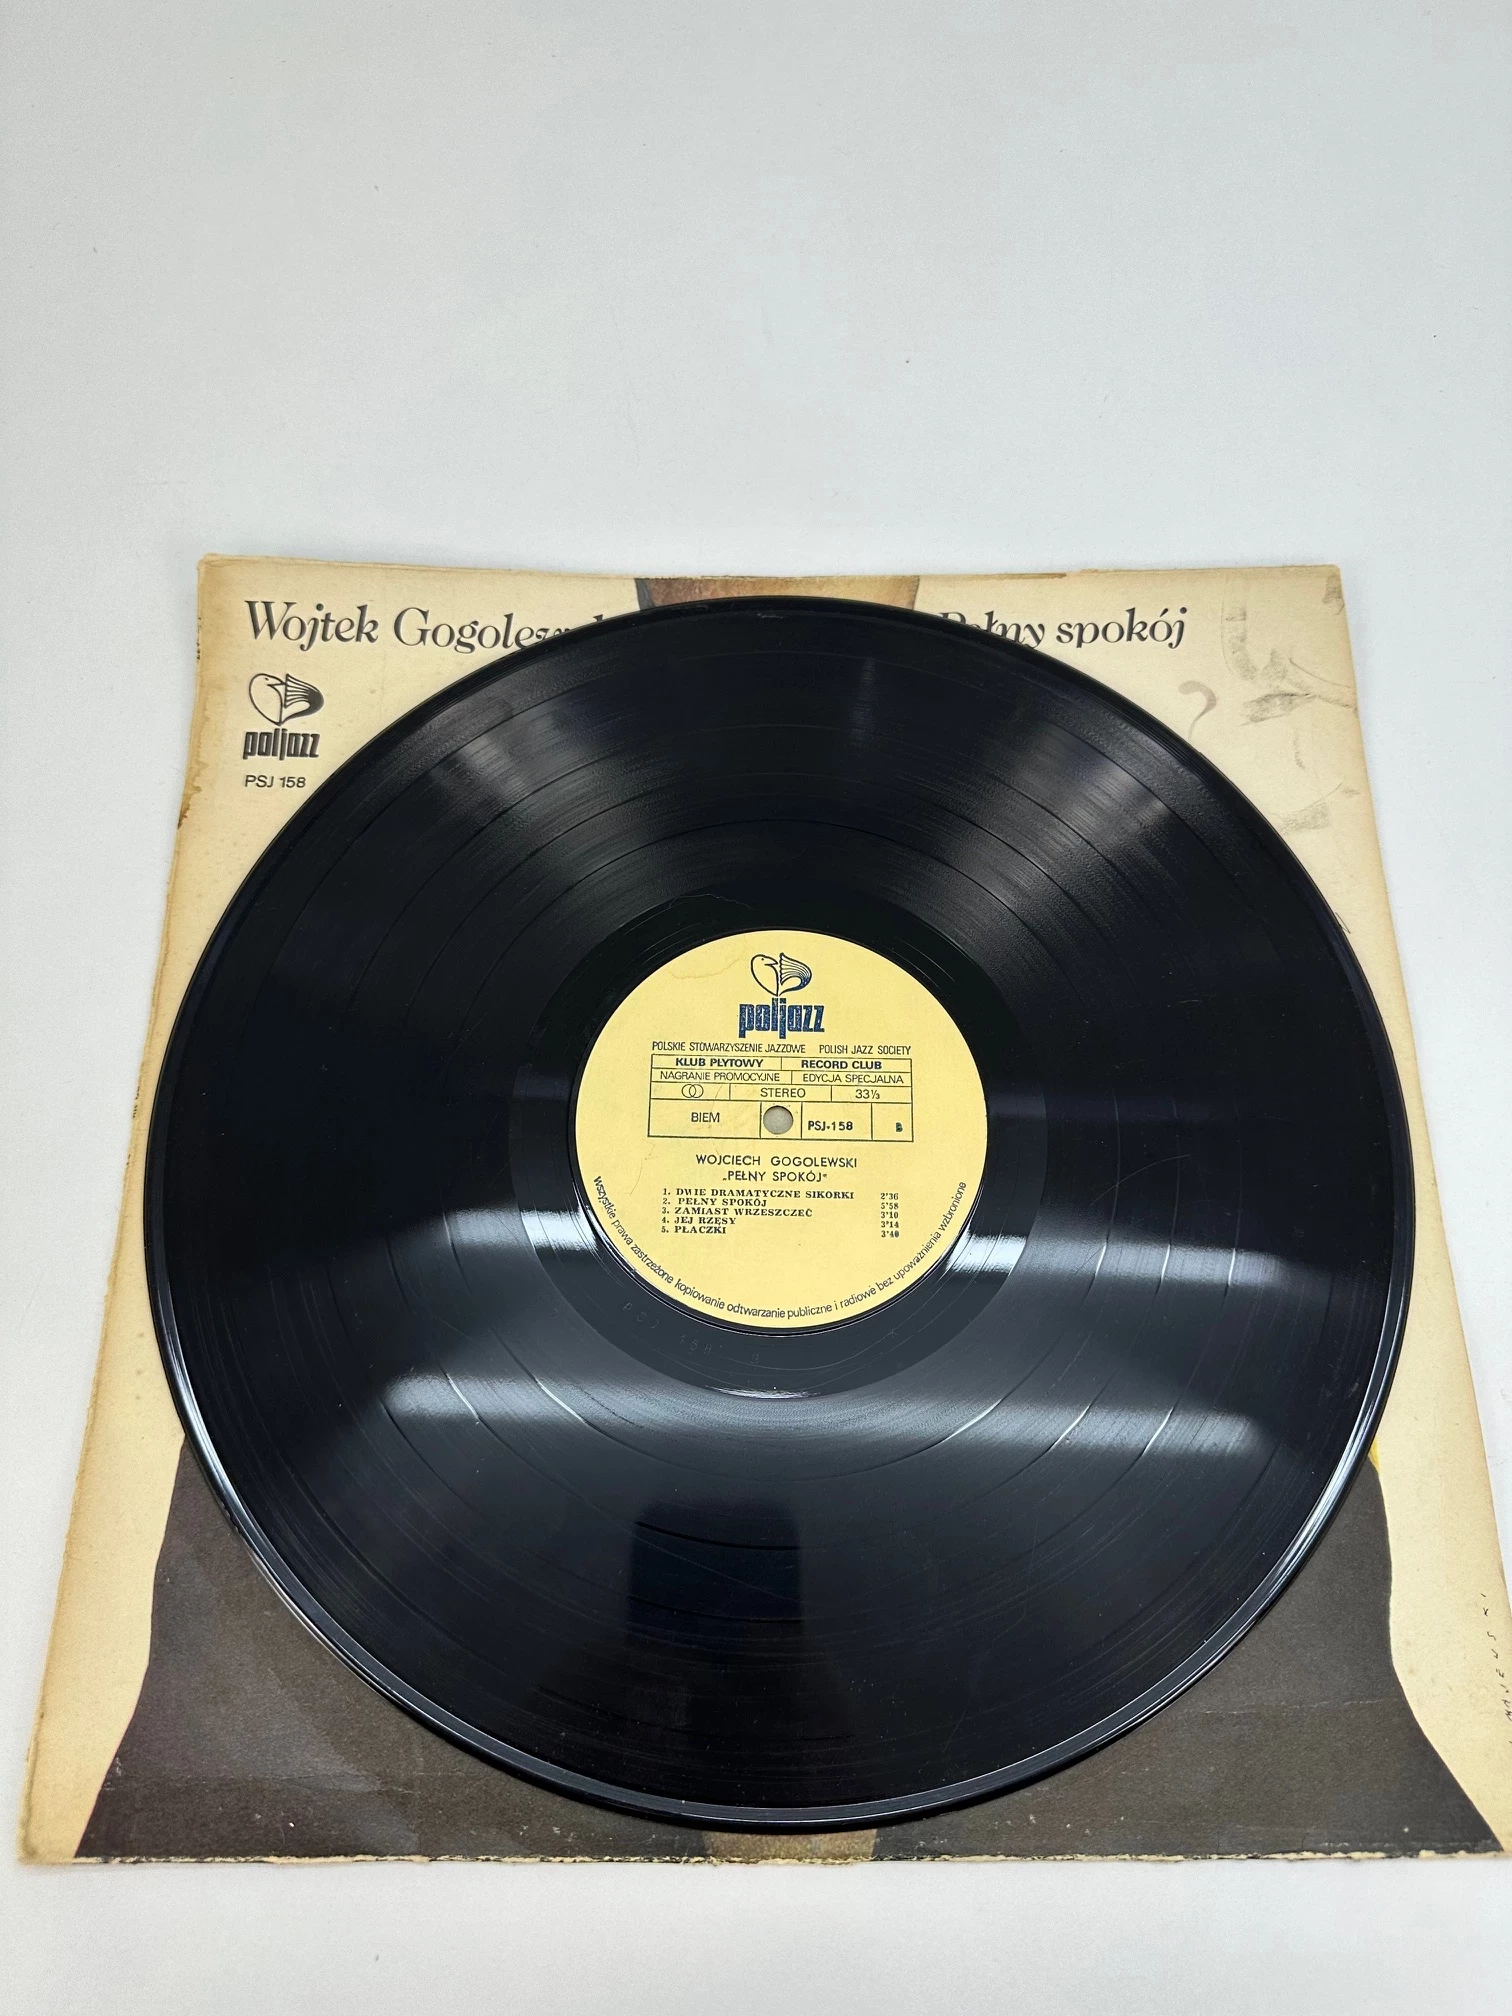 Wojtek Gogolewski
Pełny spokój
poljazz
PSJ 158
poljazz
POLSKIE STOWARZYSZENIE JAZZOWE POLISH JAZZ SOCIETY
KLUB PŁYTOWY RECORD CLUB
NAGRANIE PROMOCYJNE EDYCJA SPECJALNA
STEREO 33⅓
BIEM PSJ-158 B
WOJCIECH GOGOLEWSKI
„PEŁNY SPOKÓJ"
1. DWIE DRAMATYCZNE SIKORKI 2'36
2. PEŁNY SPOKÓJ 5'58
3. ZAMIAST WRZESZCZEĆ 3'10
4. JEJ RZĘSY 3'14
5. PŁACZKI 3'40
Wszystkie prawa zastrzeżone kopiowanie odtwarzanie publiczne i radiowe bez upoważnienia wzbronione
PSJ 158 B